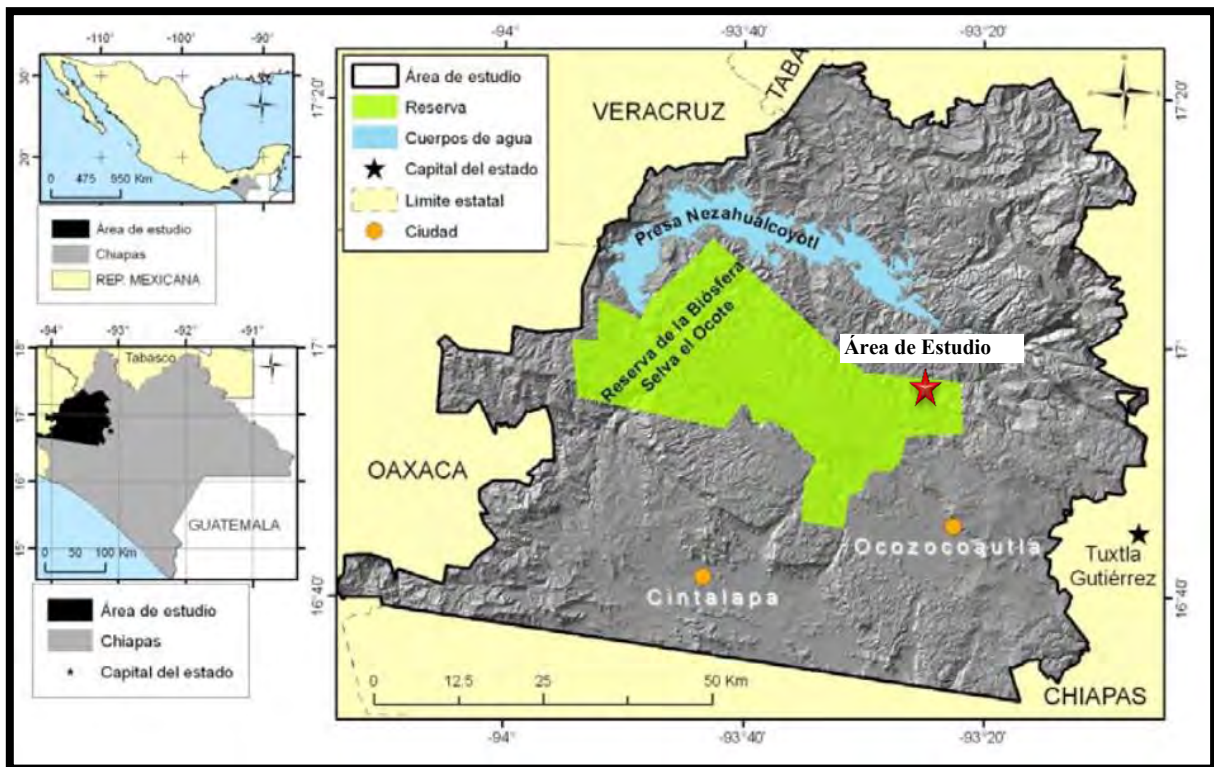 -110° -100° -90°
30°
20°
0 475 950 Km
Área de estudio
Chiapas
REP. MEXICANA
-94° -93° -92° -91°
18°
17°
16°
15°
Tabasco
GUATEMALA
0 50 100 Km
Área de estudio
Chiapas
Capital del estado
-94° -93°40' -93°20'
17°20'
17°
16°40'
Área de estudio
Reserva
Cuerpos de agua
Capital del estado
Limite estatal
Ciudad
VERACRUZ
TABA
Presa Nezahualcoyotl
Reserva de la Biósfera
Selva el Ocote
Área de Estudio
OAXACA
Ocozocoautla
Cintalapa
Tuxtla
Gutiérrez
CHIAPAS
0 12.5 25 50 Km
17°20'
17°
16°40'
-94° -93°40' -93°20'